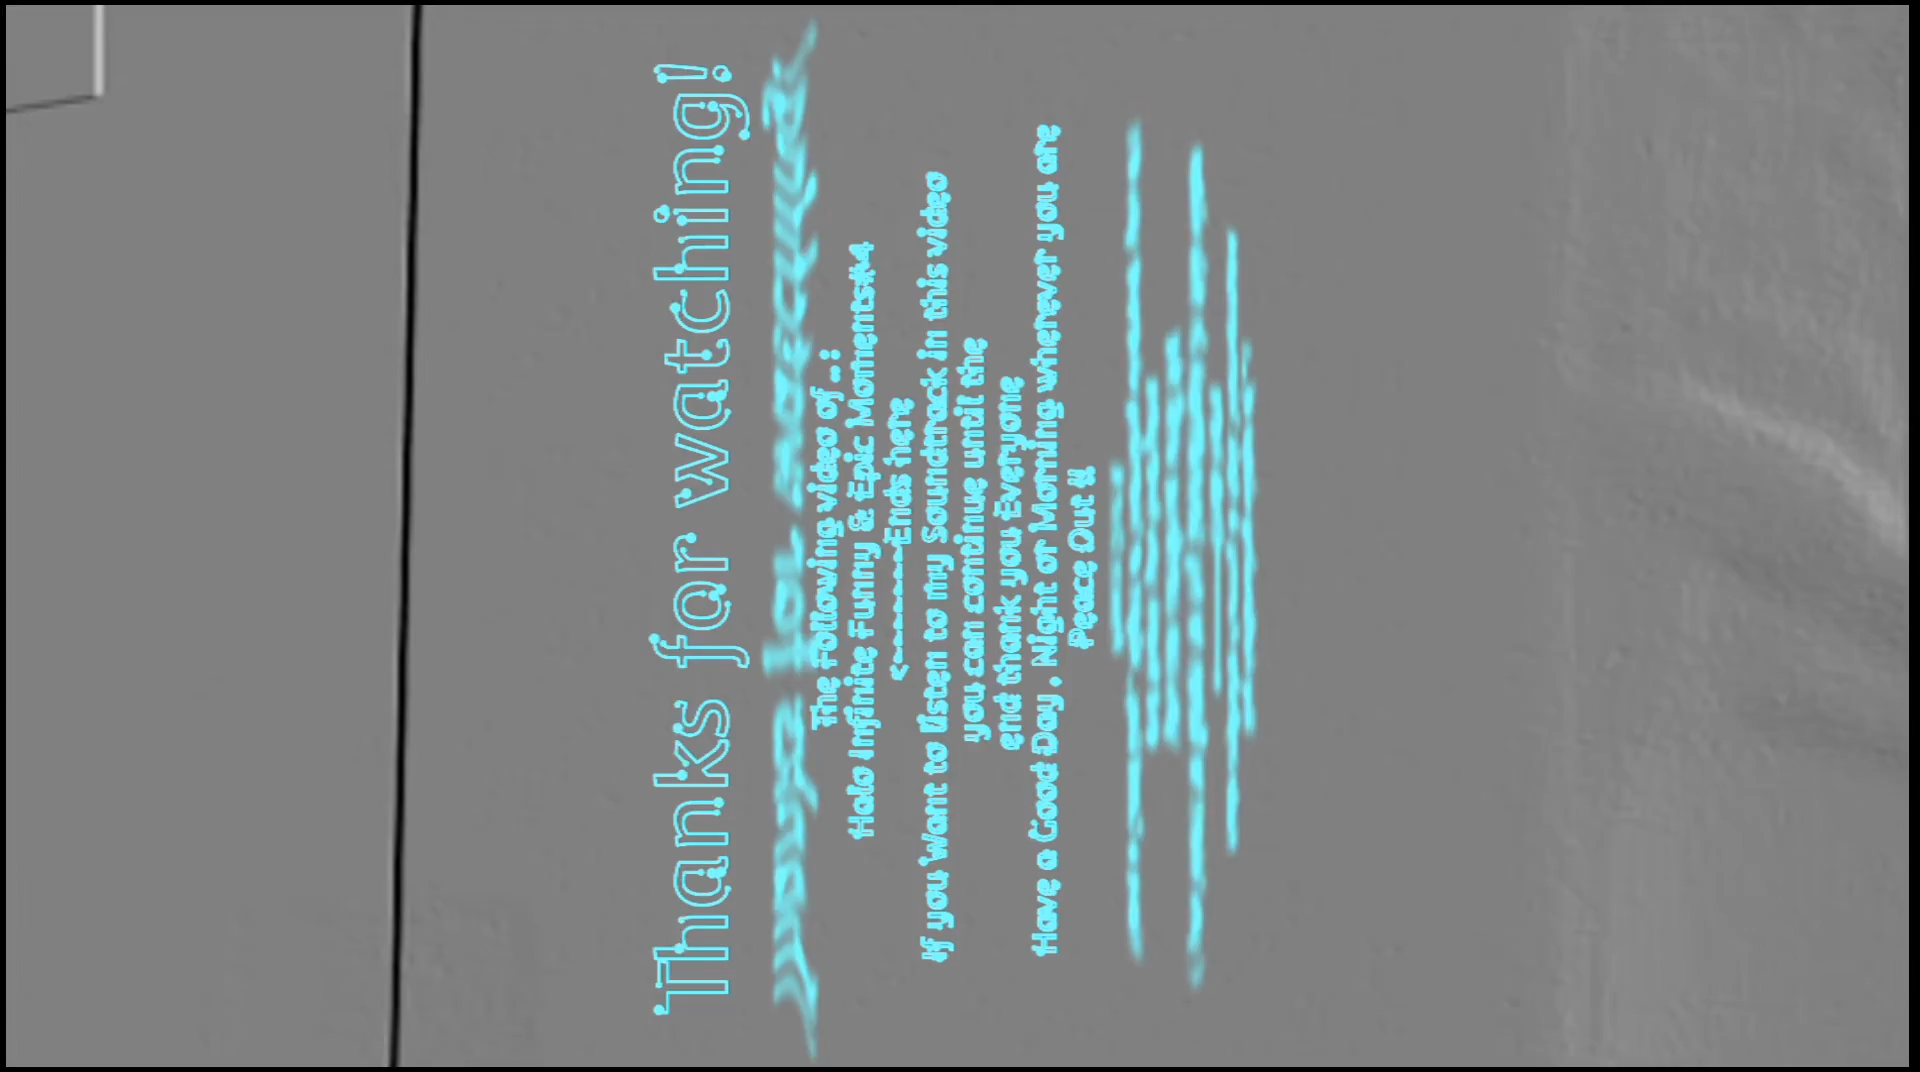 Thanks for watching!
The Following video of ..:
Halo Infinite Funny & Epic Moments#4
<-------Ends here
If you Want to listen to my Soundtrack in this video
you can continue until the
end thank you Everyone
Have a Good Day , Night or Morning wherever you are
Peace Out !!